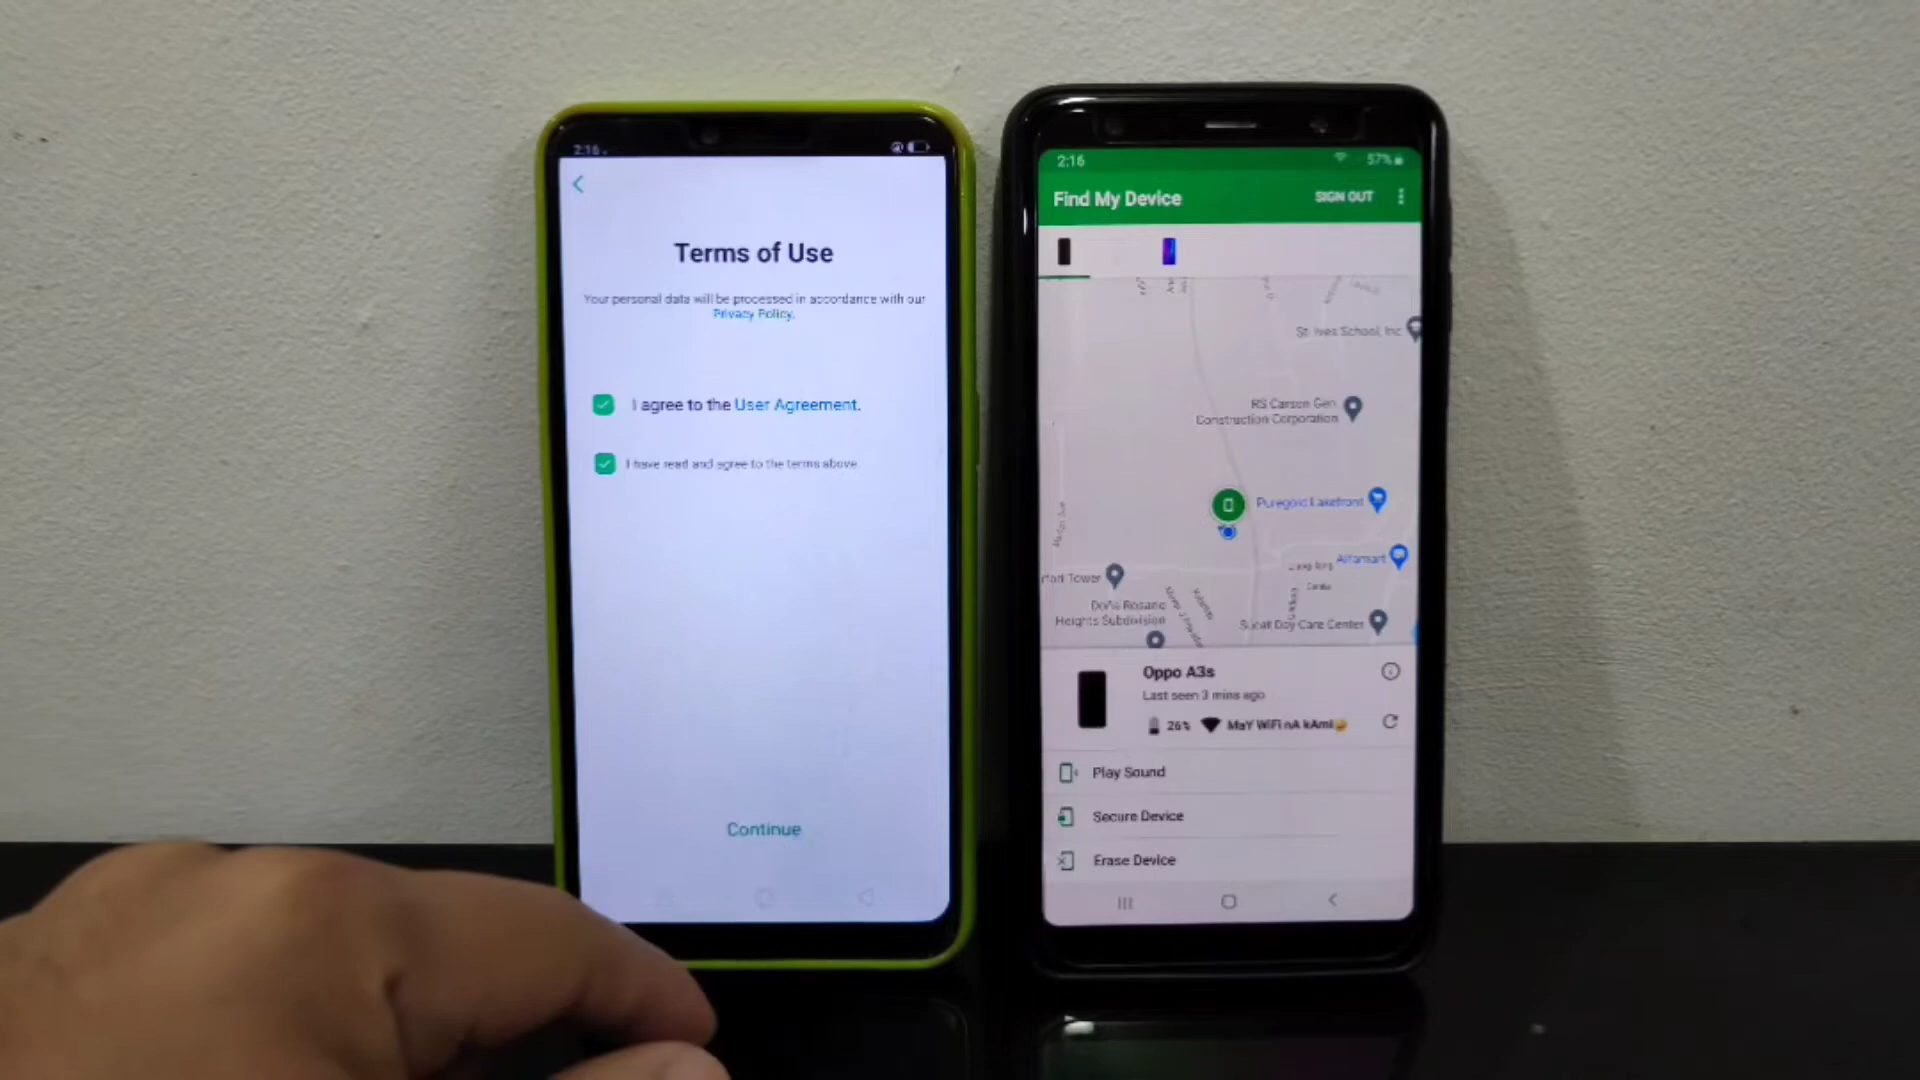 2:16
Terms of Use
Your personal data will be processed in accordance with our
Privacy Policy.
I agree to the User Agreement.
I have read and agree to the terms above
Continue
2:16
57%
Find My Device
SIGN OUT
St. Ives School, Inc
RS Carson Gen
Construction Corporation
Puregold Lakefront
Alfamart
Tower
Doña Rosario
Heights Subdivision
Sucat Day Care Center
Oppo A3s
Last seen 3 mins ago
26%
MaY WiFi nA kAmi🤣
Play Sound
Secure Device
Erase Device